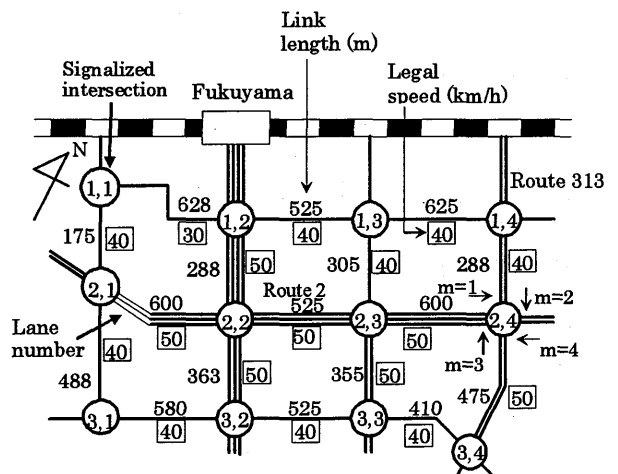 Link
length (m)
Signalized
intersection
Legal
speed (km/h)
Fukuyama
N
1,1
Route 313
628
525
625
1,2
1,3
1,4
30
40
40
175
40
288
50
305
40
288
40
m=1
m=2
2,1
Route 2
600
525
600
2,2
2,3
2,4
Lane
number
50
50
50
m=3
m=4
40
488
363
50
355
50
475
50
580
525
410
3,1
3,2
3,3
40
40
40
3,4